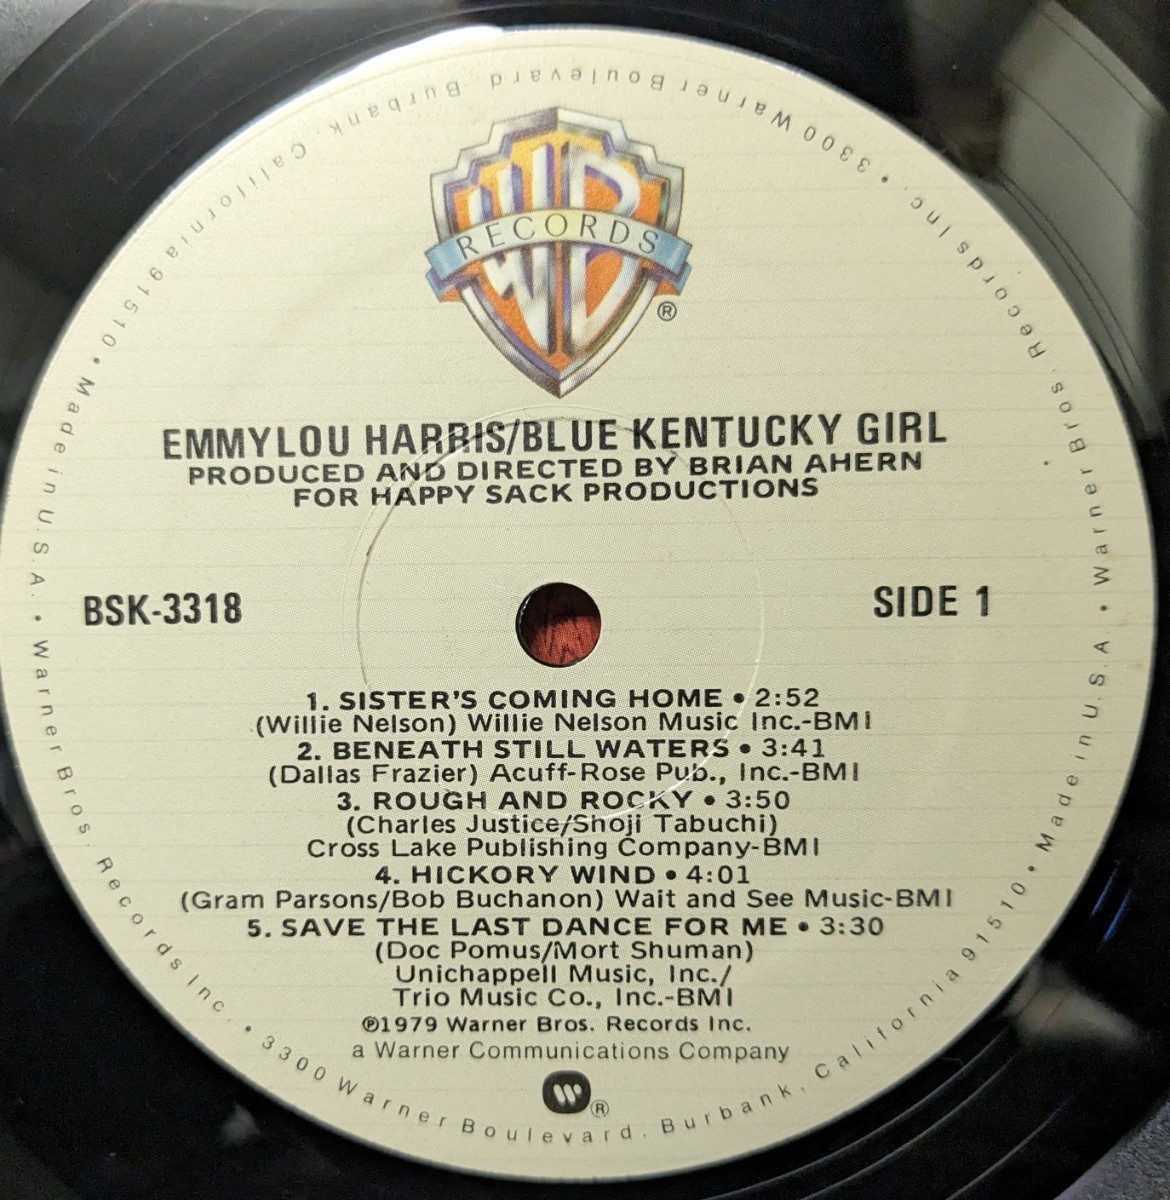 WB
RECORDS
®
EMMYLOU HARRIS/BLUE KENTUCKY GIRL
PRODUCED AND DIRECTED BY BRIAN AHERN
FOR HAPPY SACK PRODUCTIONS
BSK-3318
SIDE 1
1. SISTER'S COMING HOME • 2:52
(Willie Nelson) Willie Nelson Music Inc.-BMI
2. BENEATH STILL WATERS • 3:41
(Dallas Frazier) Acuff-Rose Pub., Inc.-BMI
3. ROUGH AND ROCKY • 3:50
(Charles Justice/Shoji Tabuchi)
Cross Lake Publishing Company-BMI
4. HICKORY WIND • 4:01
(Gram Parsons/Bob Buchanon) Wait and See Music-BMI
5. SAVE THE LAST DANCE FOR ME • 3:30
(Doc Pomus/Mort Shuman)
Unichappell Music, Inc./
Trio Music Co., Inc.-BMI
℗1979 Warner Bros. Records Inc.
a Warner Communications Company
W ®
Warner Bros. Records Inc. • 3300 Warner Boulevard. Burbank, California 91510 • Made in U.S.A. • Warner Bros. Records Inc. • 3300 Warner Boulevard. Burbank. California 91510 • Made in U.S.A. •